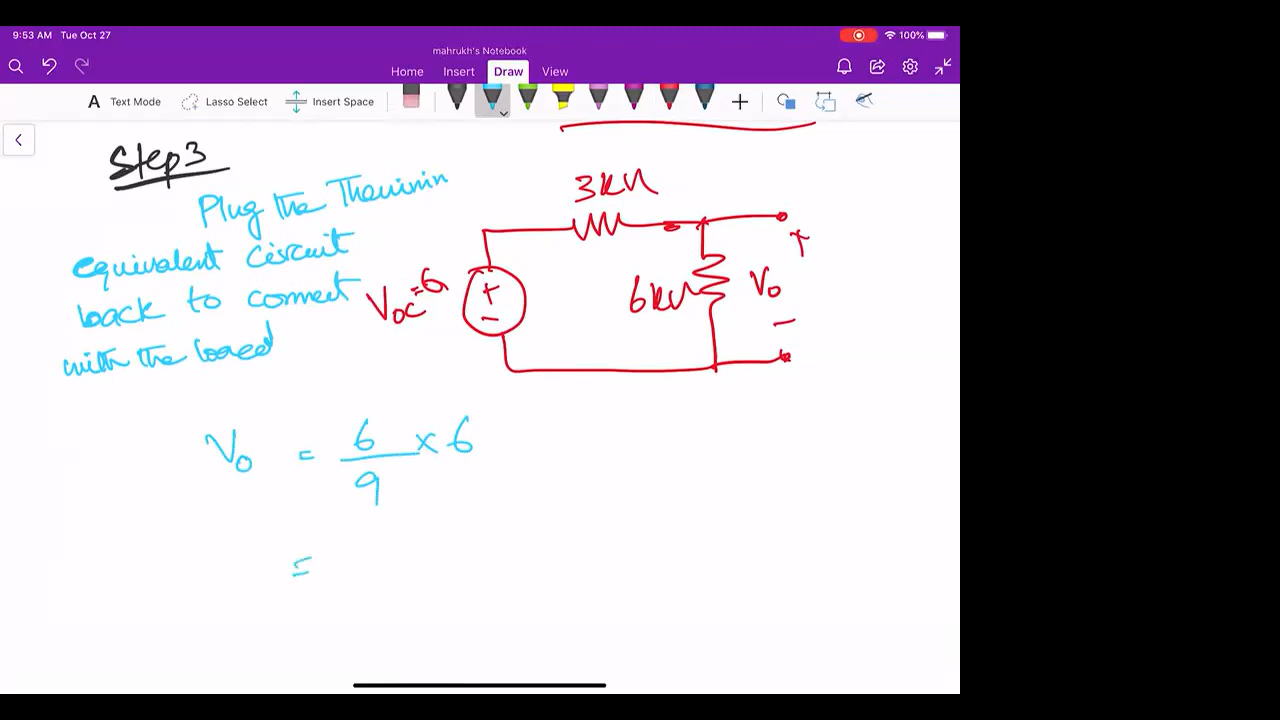 9:53 AM Tue Oct 27
100%
mahrukh's Notebook
Home Insert Draw View
A Text Mode Lasso Select Insert Space
Step3
Plug the Thevinin
equivalent circuit
back to connect
with the load
3kΩ
Voc=6
+
-
6kΩ
+
Vo
-
Vo = 6/9 x 6
=